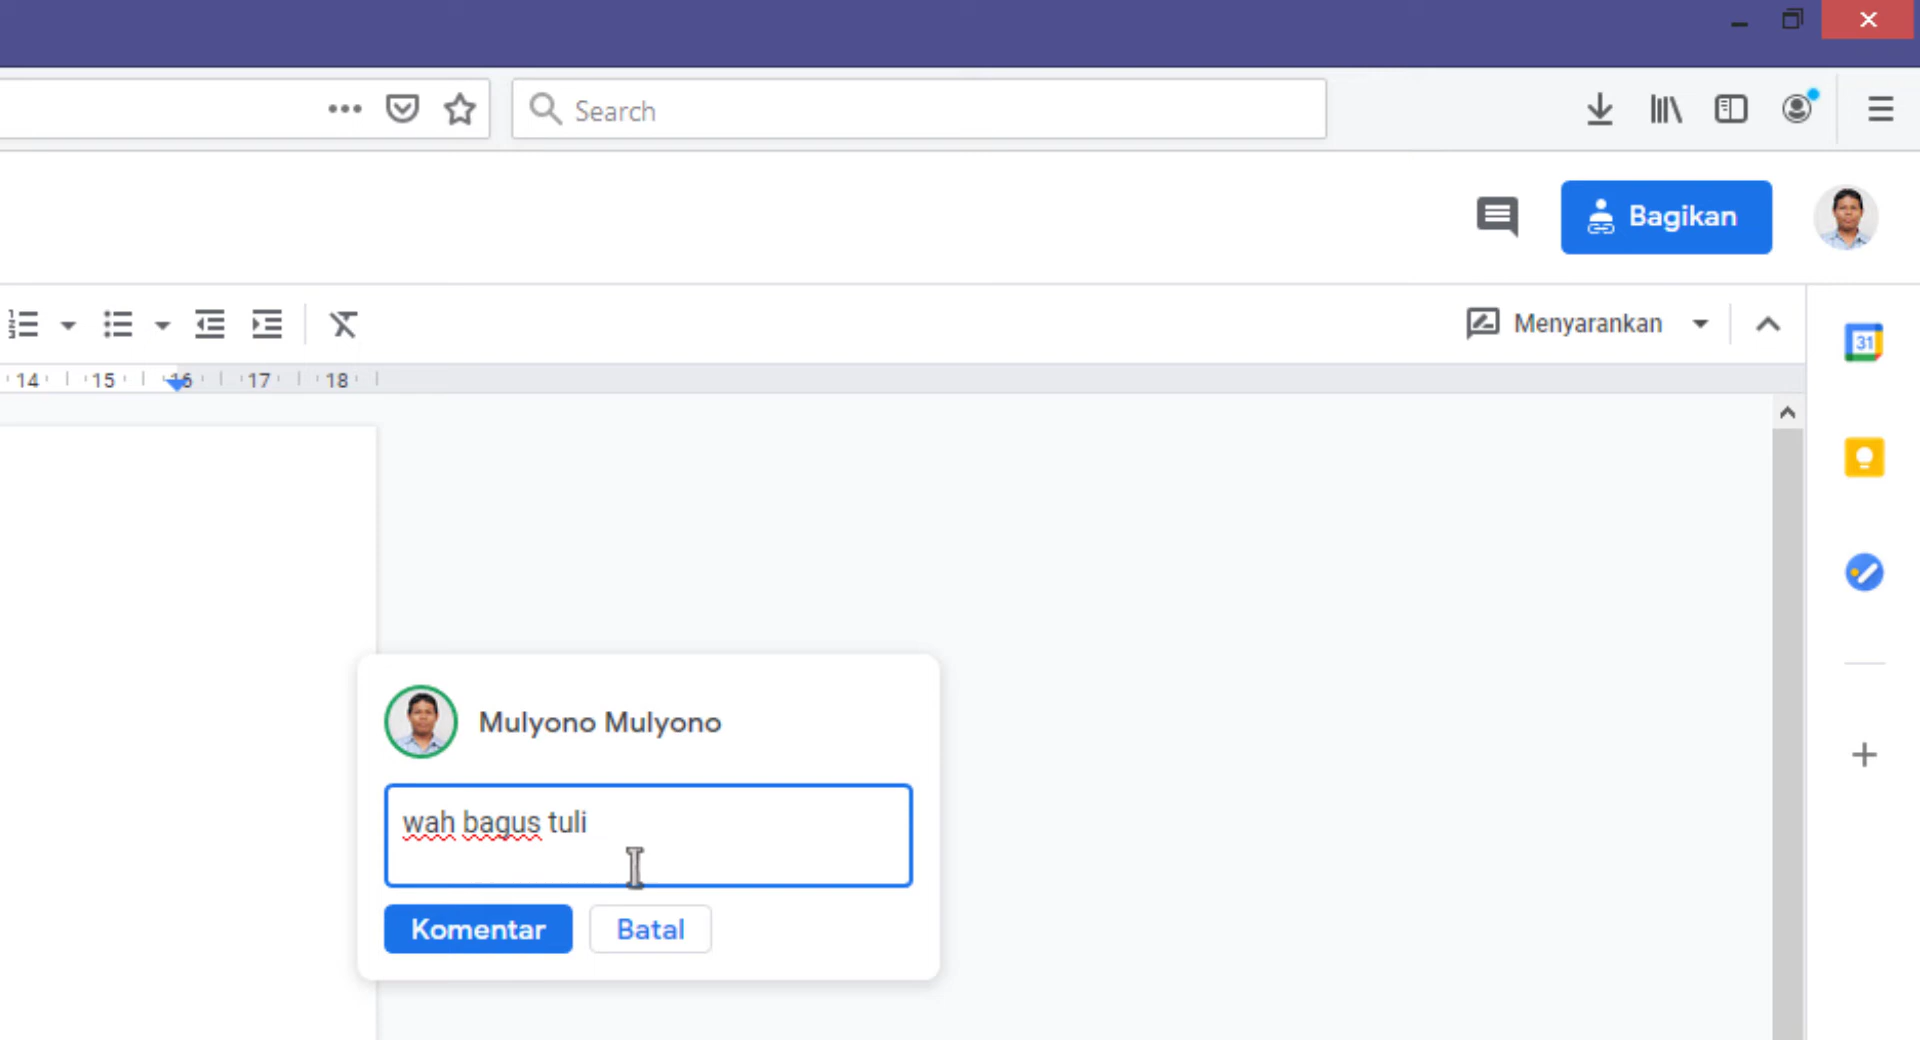 Search
Bagikan
Menyarankan
14 15 16 17 18
31
Mulyono Mulyono
wah bagus tuli
Komentar Batal